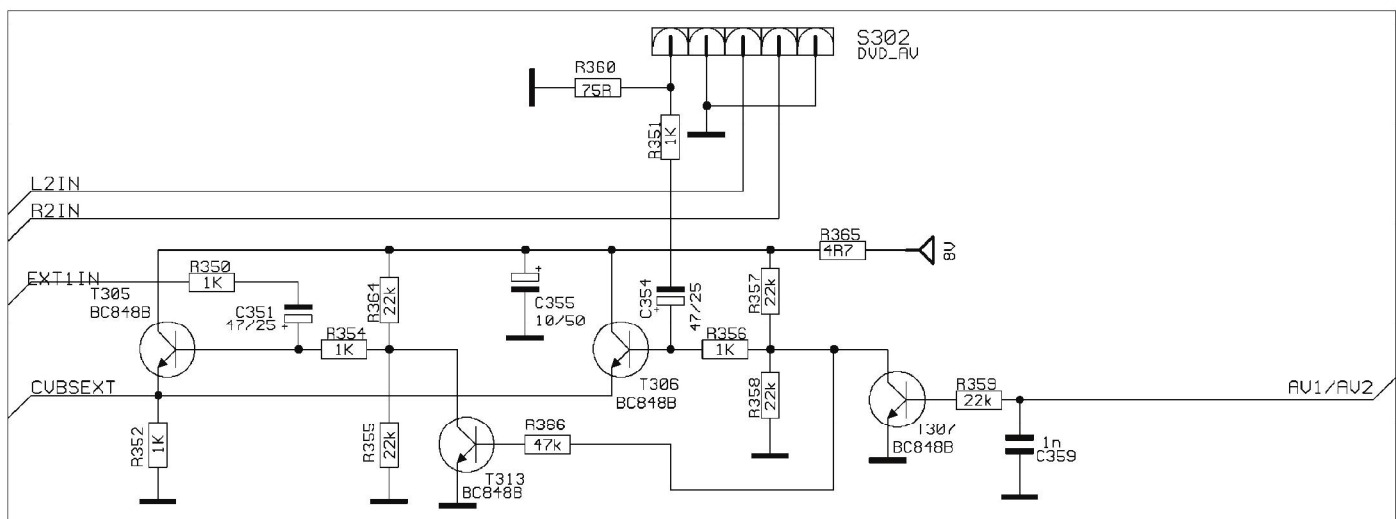 S302
DVD_AV
R360
75R
R351
1K
L2IN
R2IN
R365
4R7
8V
EXT1IN
R350
1K
T305
BC848B
C351
47/25
+
R364
22k
+
C355
10/50
C354
+
47/25
R357
22k
R354
1K
R356
1K
CVBSEXT
T306
BC848B
R358
22k
R359
22k
AV1/AV2
T307
BC848B
R352
1K
R355
22k
R366
47k
T313
BC848B
1n
C359